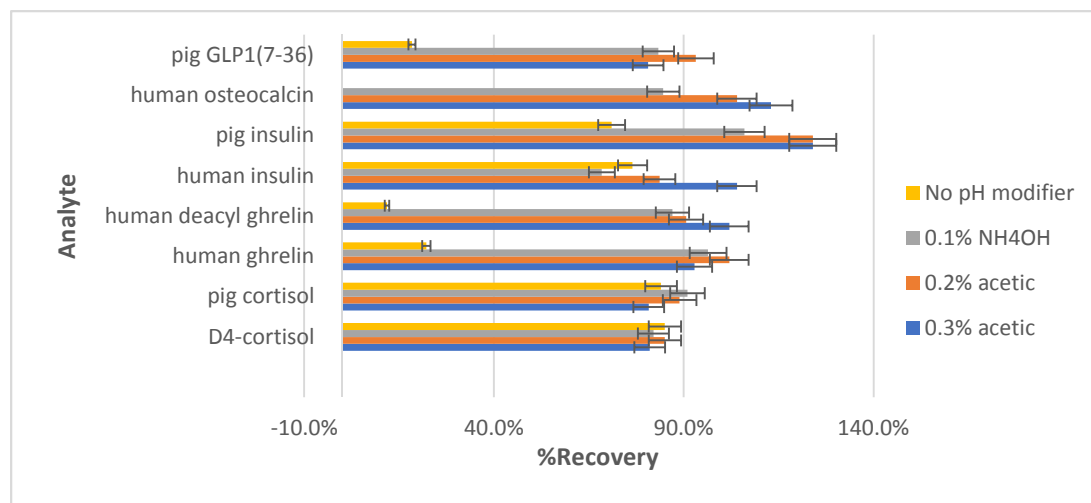 Analyte
pig GLP1(7-36)
human osteocalcin
pig insulin
human insulin
human deacyl ghrelin
human ghrelin
pig cortisol
D4-cortisol
-10.0% 40.0% 90.0% 140.0%
%Recovery
No pH modifier
0.1% NH4OH
0.2% acetic
0.3% acetic